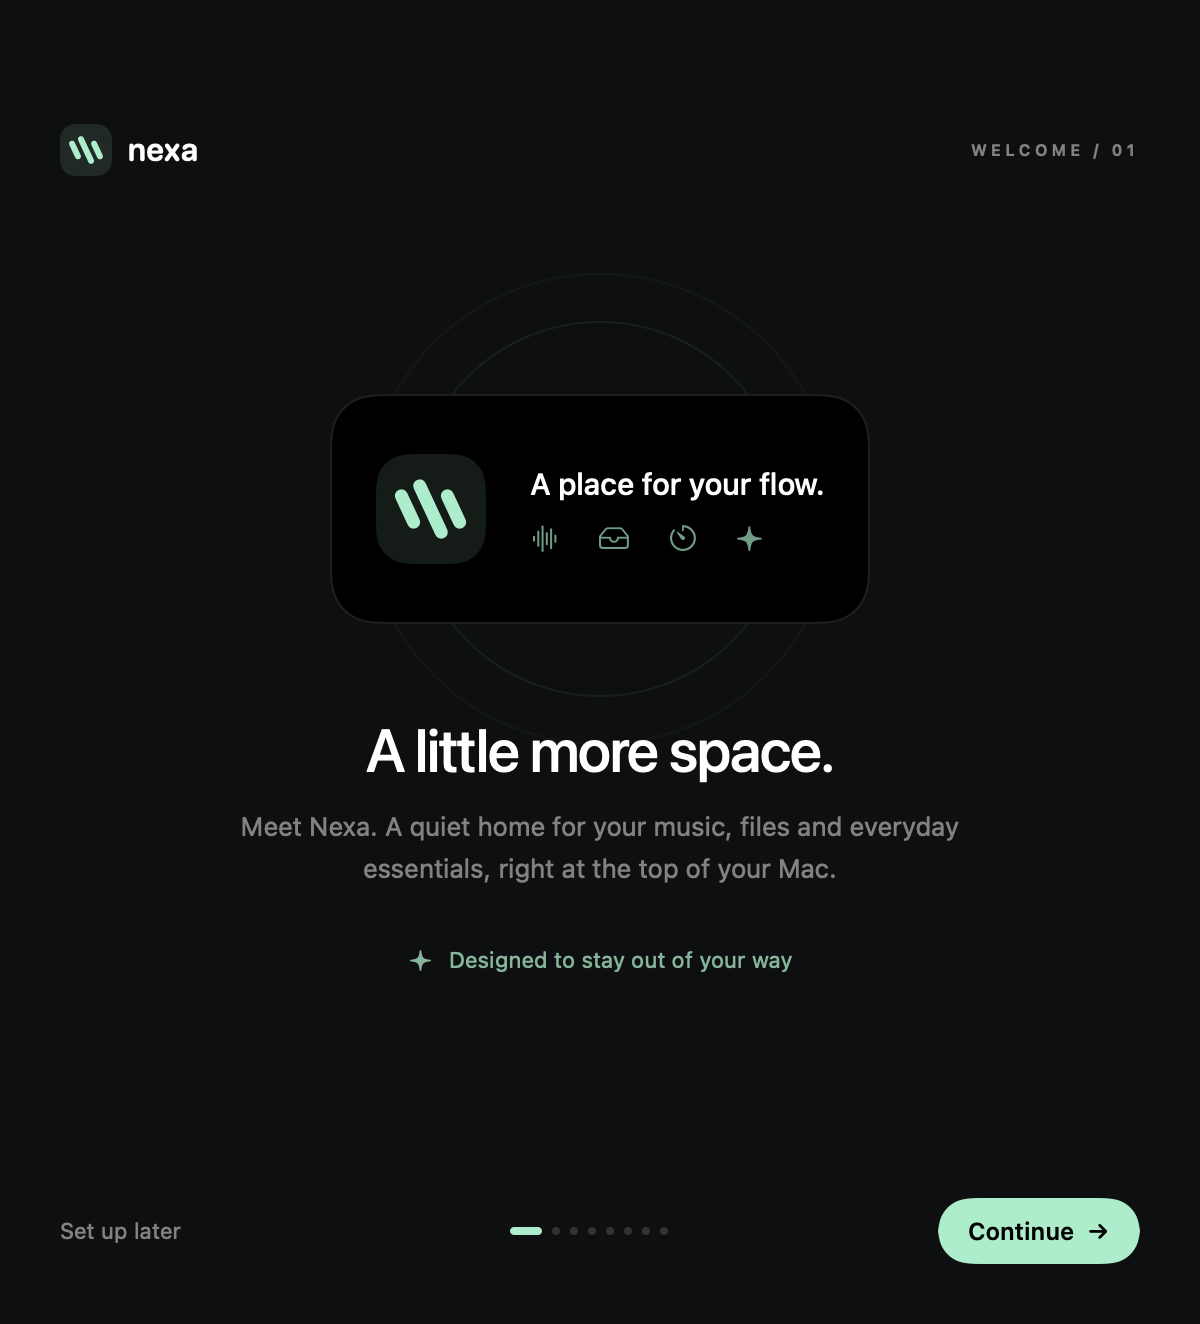 nexa
WELCOME / 01
A place for your flow.
A little more space.
Meet Nexa. A quiet home for your music, files and everyday
essentials, right at the top of your Mac.
Designed to stay out of your way
Set up later
Continue